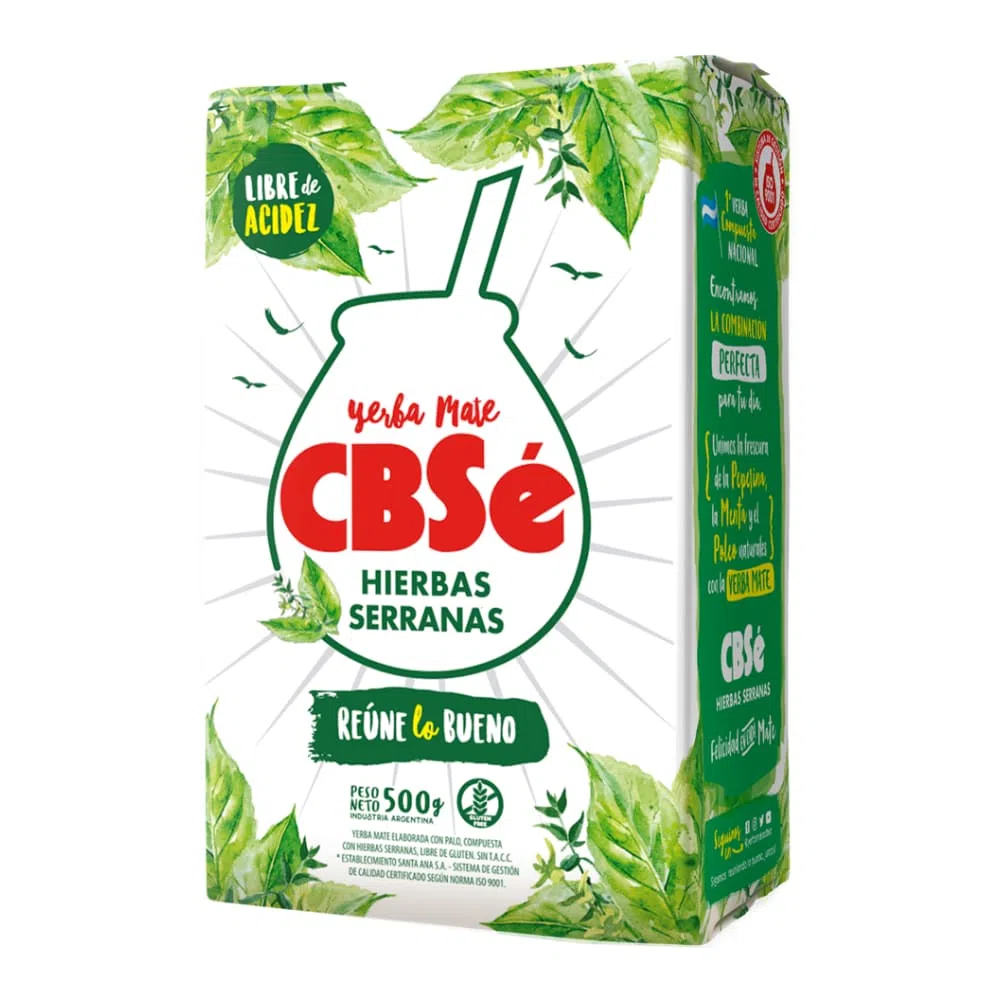 LIBRE de
ACIDEZ
yerba Mate
CBSé
HIERBAS
SERRANAS
REÚNE lo BUENO
PESO
NETO 500g
INDUSTRIA ARGENTINA
GLUTEN
FREE
YERBA MATE ELABORADA CON PALO, COMPUESTA
CON HIERBAS SERRANAS, LIBRE DE GLUTEN. SIN T.A.C.C.
* ESTABLECIMIENTO SANTA ANA S.A. - SISTEMA DE GESTIÓN
DE CALIDAD CERTIFICADO SEGÚN NORMA ISO 9001.
ISO
9001
1ª YERBA
Compuesta
NACIONAL
Encontramos
LA COMBINACIÓN
PERFECTA
para tu día.
Unimos la frescura
de la Peperina,
la Menta y el
Poleo naturales
con la YERBA MATE
CBSé
HIERBAS SERRANAS
Felicidad Mate
Seguinos